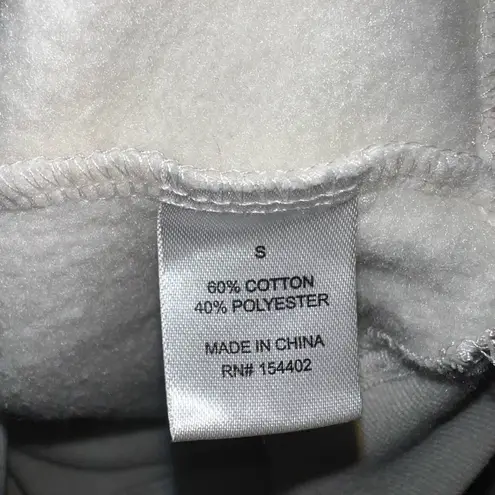 S
60% COTTON
40% POLYESTER
MADE IN CHINA
RN# 154402